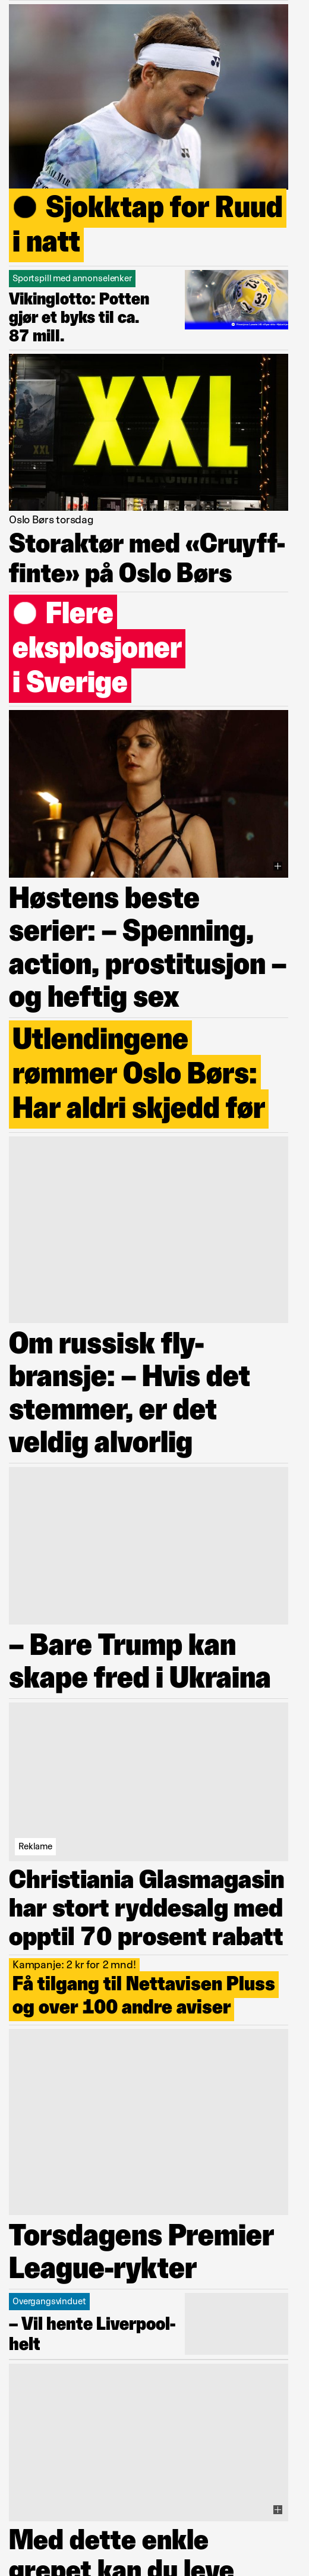 Sjokktap for Ruud
i natt
Sportspill med annonselenker
Vikinglotto: Potten
gjør et byks til ca.
87 mill.
32
XXL
Oslo Børs torsdag
Storaktør med «Cruyff-
finte» på Oslo Børs
Flere
eksplosjoner
i Sverige
Høstens beste
serier: – Spenning,
action, prostitusjon –
og heftig sex
Utlendingene
rømmer Oslo Børs:
Har aldri skjedd før
Om russisk fly-
bransje: – Hvis det
stemmer, er det
veldig alvorlig
– Bare Trump kan
skape fred i Ukraina
Reklame
Christiania Glasmagasin
har stort ryddesalg med
opptil 70 prosent rabatt
Kampanje: 2 kr for 2 mnd!
Få tilgang til Nettavisen Pluss
og over 100 andre aviser
Torsdagens Premier
League-rykter
Overgangsvinduet
– Vil hente Liverpool-
helt
Med dette enkle
grepet kan du leve